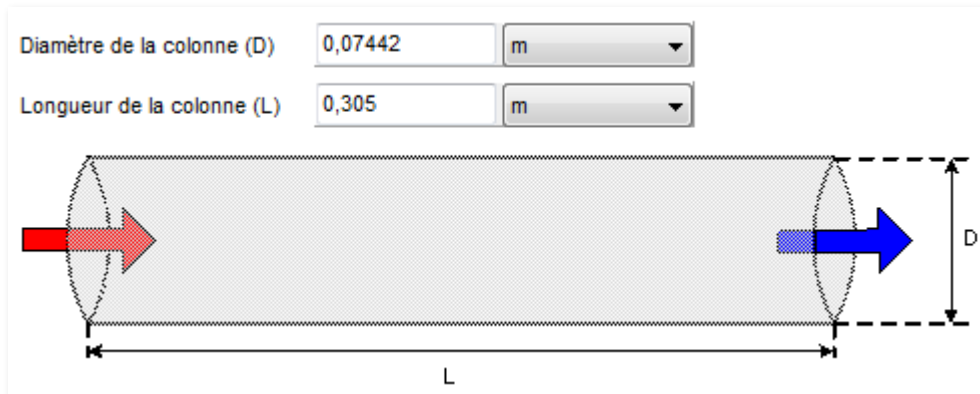 Diamètre de la colonne (D) 0,07442 m
Longueur de la colonne (L) 0,305 m
D
L